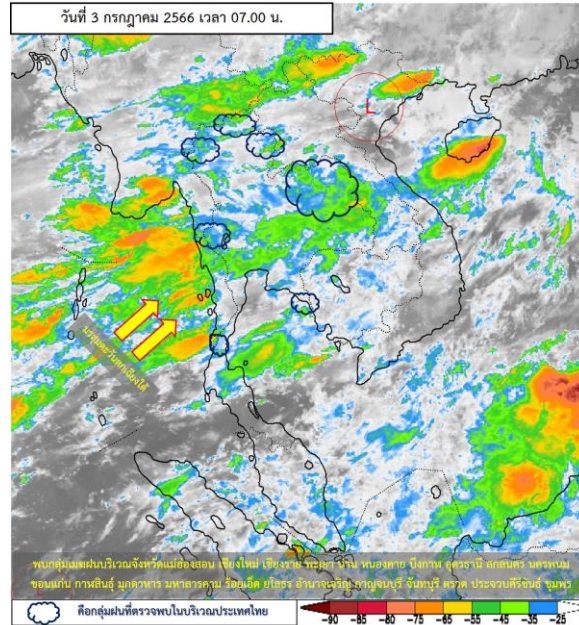 วันที่ 3 กรกฎาคม 2566 เวลา 07.00 น.
L
มรสุมตะวันตกเฉียงใต้
พบกลุ่มเมฆฝนบริเวณจังหวัดแม่ฮ่องสอน เชียงใหม่ เชียงราย พะเยา น่าน หนองคาย บึงกาฬ อุดรธานี สกลนคร นครพนม
ขอนแก่น กาฬสินธุ์ มุกดาหาร มหาสารคาม ร้อยเอ็ด ยโสธร อำนาจเจริญ กาญจนบุรี จันทบุรี ตราด ประจวบคีรีขันธ์ ชุมพร
คือกลุ่มฝนที่ตรวจพบในบริเวณประเทศไทย
-90 -85 -80 -75 -70 -65 -60 -55 -50 -45 -40 -35 -30 -25